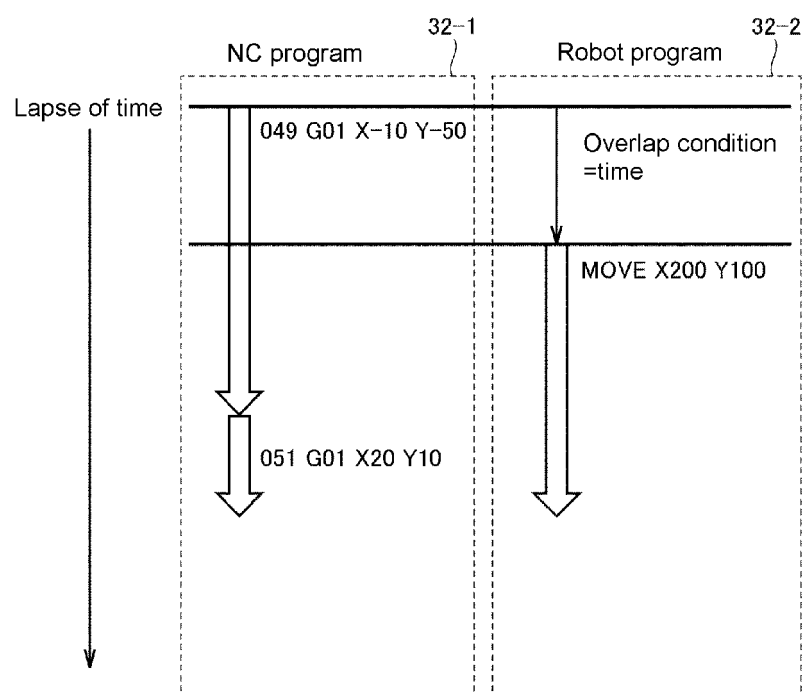 32-1
32-2
NC program
Robot program
Lapse of time
049 G01 X-10 Y-50
Overlap condition
=time
MOVE X200 Y100
051 G01 X20 Y10